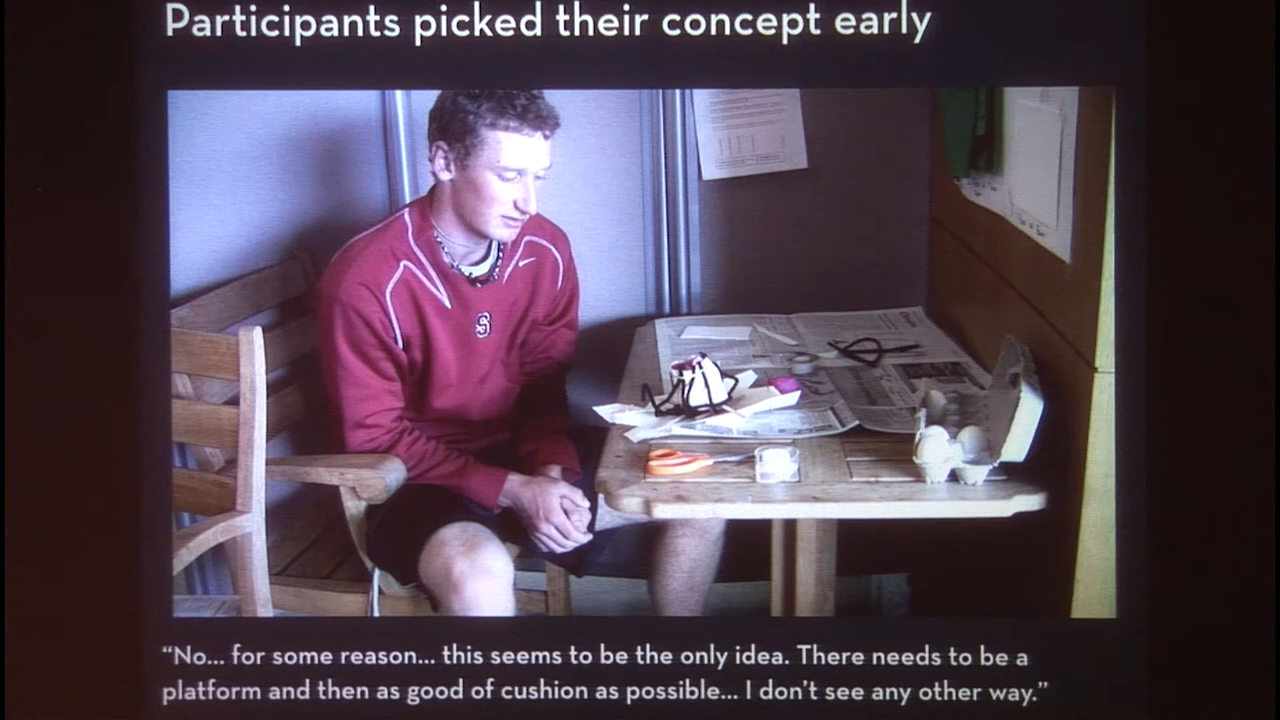 Participants picked their concept early
S
“No... for some reason... this seems to be the only idea. There needs to be a
platform and then as good of cushion as possible... I don’t see any other way.”